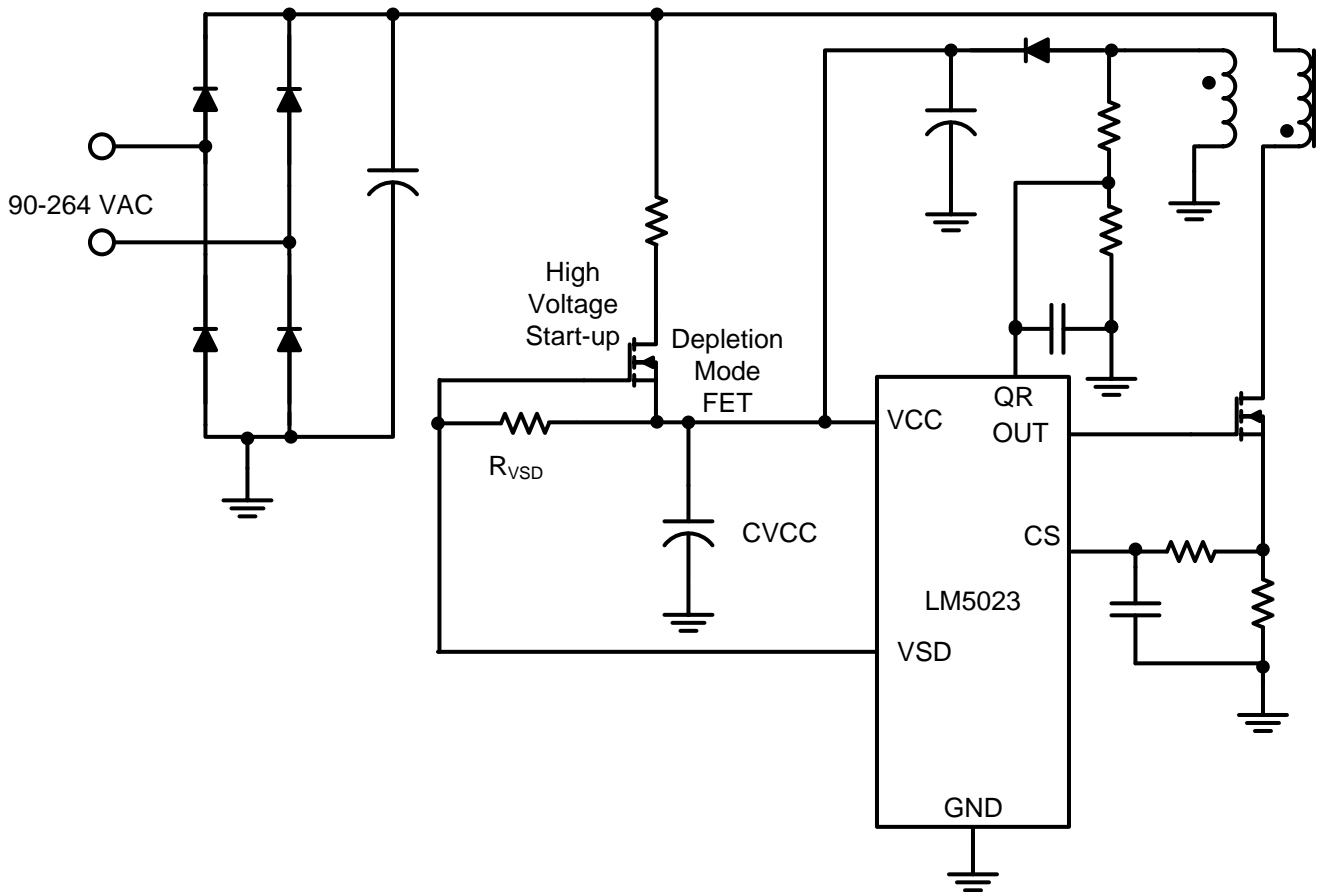 90-264 VAC
High
Voltage
Start-up
Depletion
Mode
FET
RVSD
CVCC
VCC
QR
OUT
CS
LM5023
VSD
GND